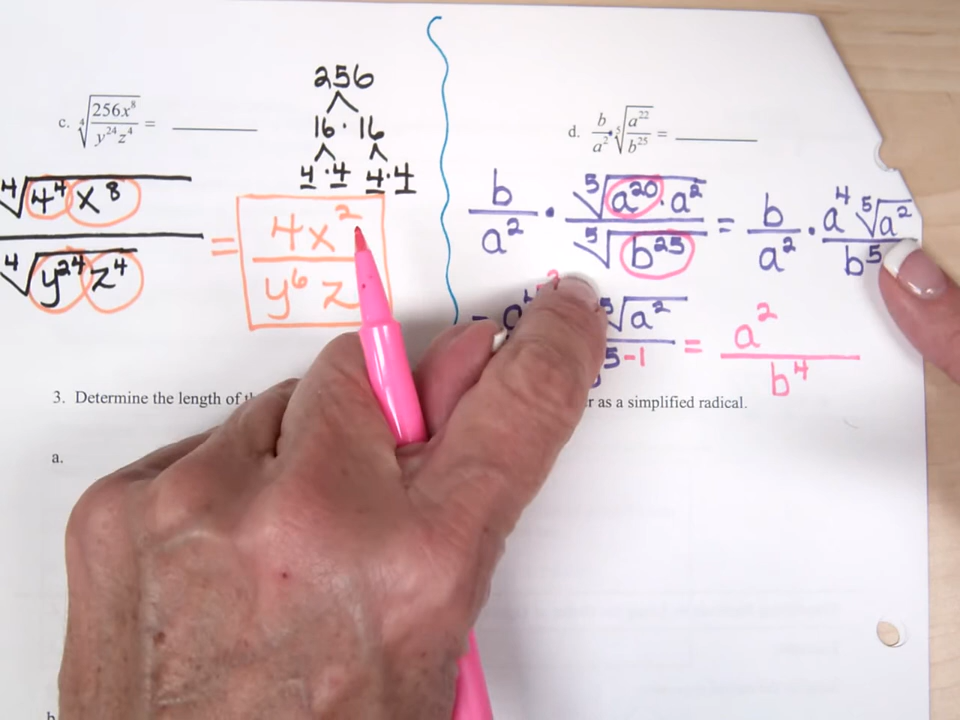 256
16 · 16
4 · 4 4 · 4
c. ⁴√(256x⁸ / y²⁴z⁴) = ________
⁴√(4⁴ x⁸) / ⁴√(y²⁴ z⁴) = 4x² / y⁶ z
d. b/a² · ⁵√(a²²/b²⁵) = ________
b/a² · ⁵√(a²⁰ · a²) / ⁵√(b²⁵) = b/a² · a⁴ ⁵√(a²) / b⁵
⁵√(a²) / 5-1 = a² / b⁴
3. Determine the length of as a simplified radical.
a.